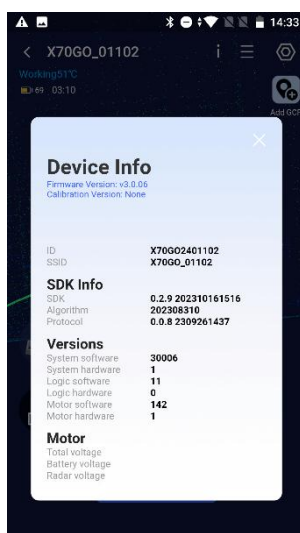 14:33
X70GO_01102
Working51℃
69 03:10
Add GCP
Device Info
Firmware Version: v3.0.06
Calibration Version: None
ID X70GO2401102
SSID X70GO_01102
SDK Info
SDK 0.2.9 202310161516
Algorithm 202308310
Protocol 0.0.8 2309261437
Versions
System software 30006
System hardware 1
Logic software 11
Logic hardware 0
Motor software 142
Motor hardware 1
Motor
Total voltage
Battery voltage
Radar voltage